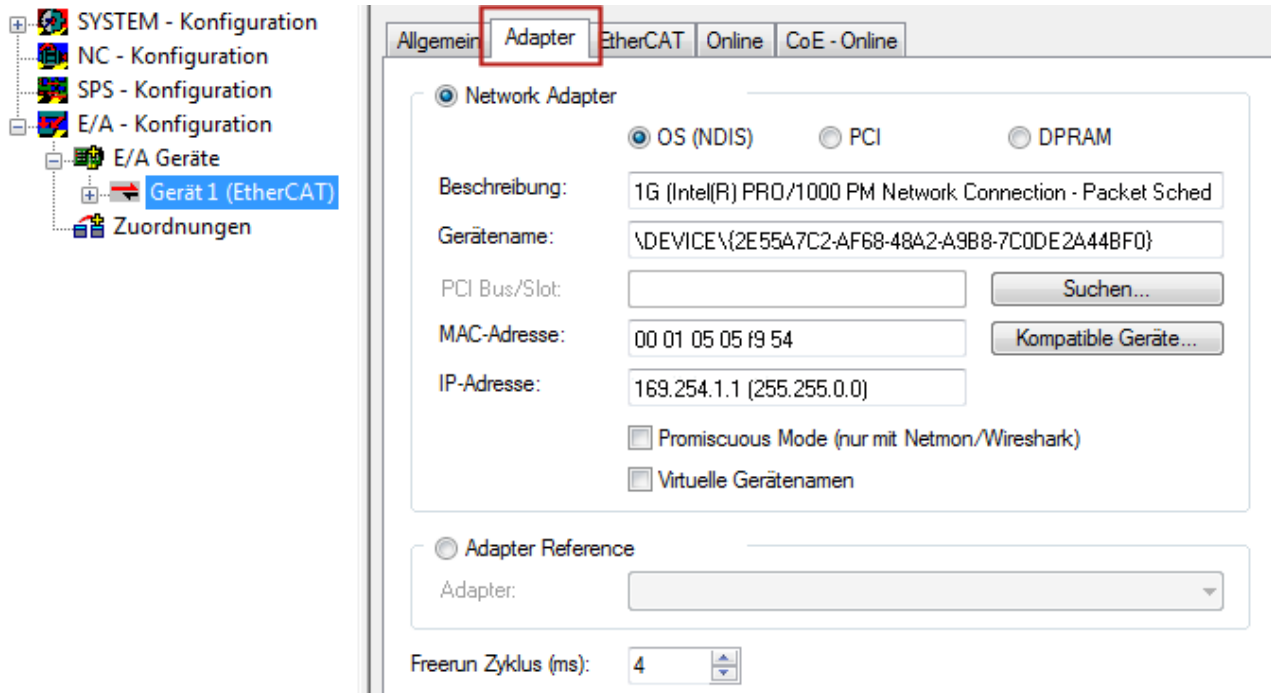 SYSTEM - Konfiguration
NC - Konfiguration
SPS - Konfiguration
E/A - Konfiguration
E/A Geräte
Gerät 1 (EtherCAT)
Zuordnungen
Allgemein Adapter EtherCAT Online CoE - Online
Network Adapter
OS (NDIS) PCI DPRAM
Beschreibung: 1G (Intel(R) PRO/1000 PM Network Connection - Packet Sched
Gerätename: \DEVICE\{2E55A7C2-AF68-48A2-A9B8-7C0DE2A44BF0}
PCI Bus/Slot: Suchen...
MAC-Adresse: 00 01 05 05 f9 54 Kompatible Geräte...
IP-Adresse: 169.254.1.1 (255.255.0.0)
Promiscuous Mode (nur mit Netmon/Wireshark)
Virtuelle Gerätenamen
Adapter Reference
Adapter:
Freerun Zyklus (ms): 4